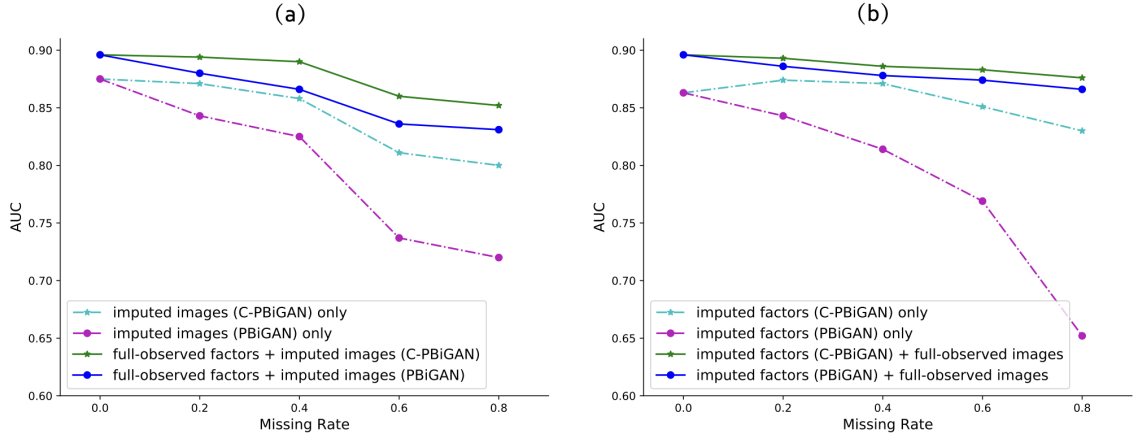 (a)
AUC
0.90
0.85
0.80
0.75
0.70
0.65
0.60
imputed images (C-PBiGAN) only
imputed images (PBiGAN) only
full-observed factors + imputed images (C-PBiGAN)
full-observed factors + imputed images (PBiGAN)
0.0 0.2 0.4 0.6 0.8
Missing Rate
(b)
AUC
0.90
0.85
0.80
0.75
0.70
0.65
0.60
imputed factors (C-PBiGAN) only
imputed factors (PBiGAN) only
imputed factors (C-PBiGAN) + full-observed images
imputed factors (PBiGAN) + full-observed images
0.0 0.2 0.4 0.6 0.8
Missing Rate